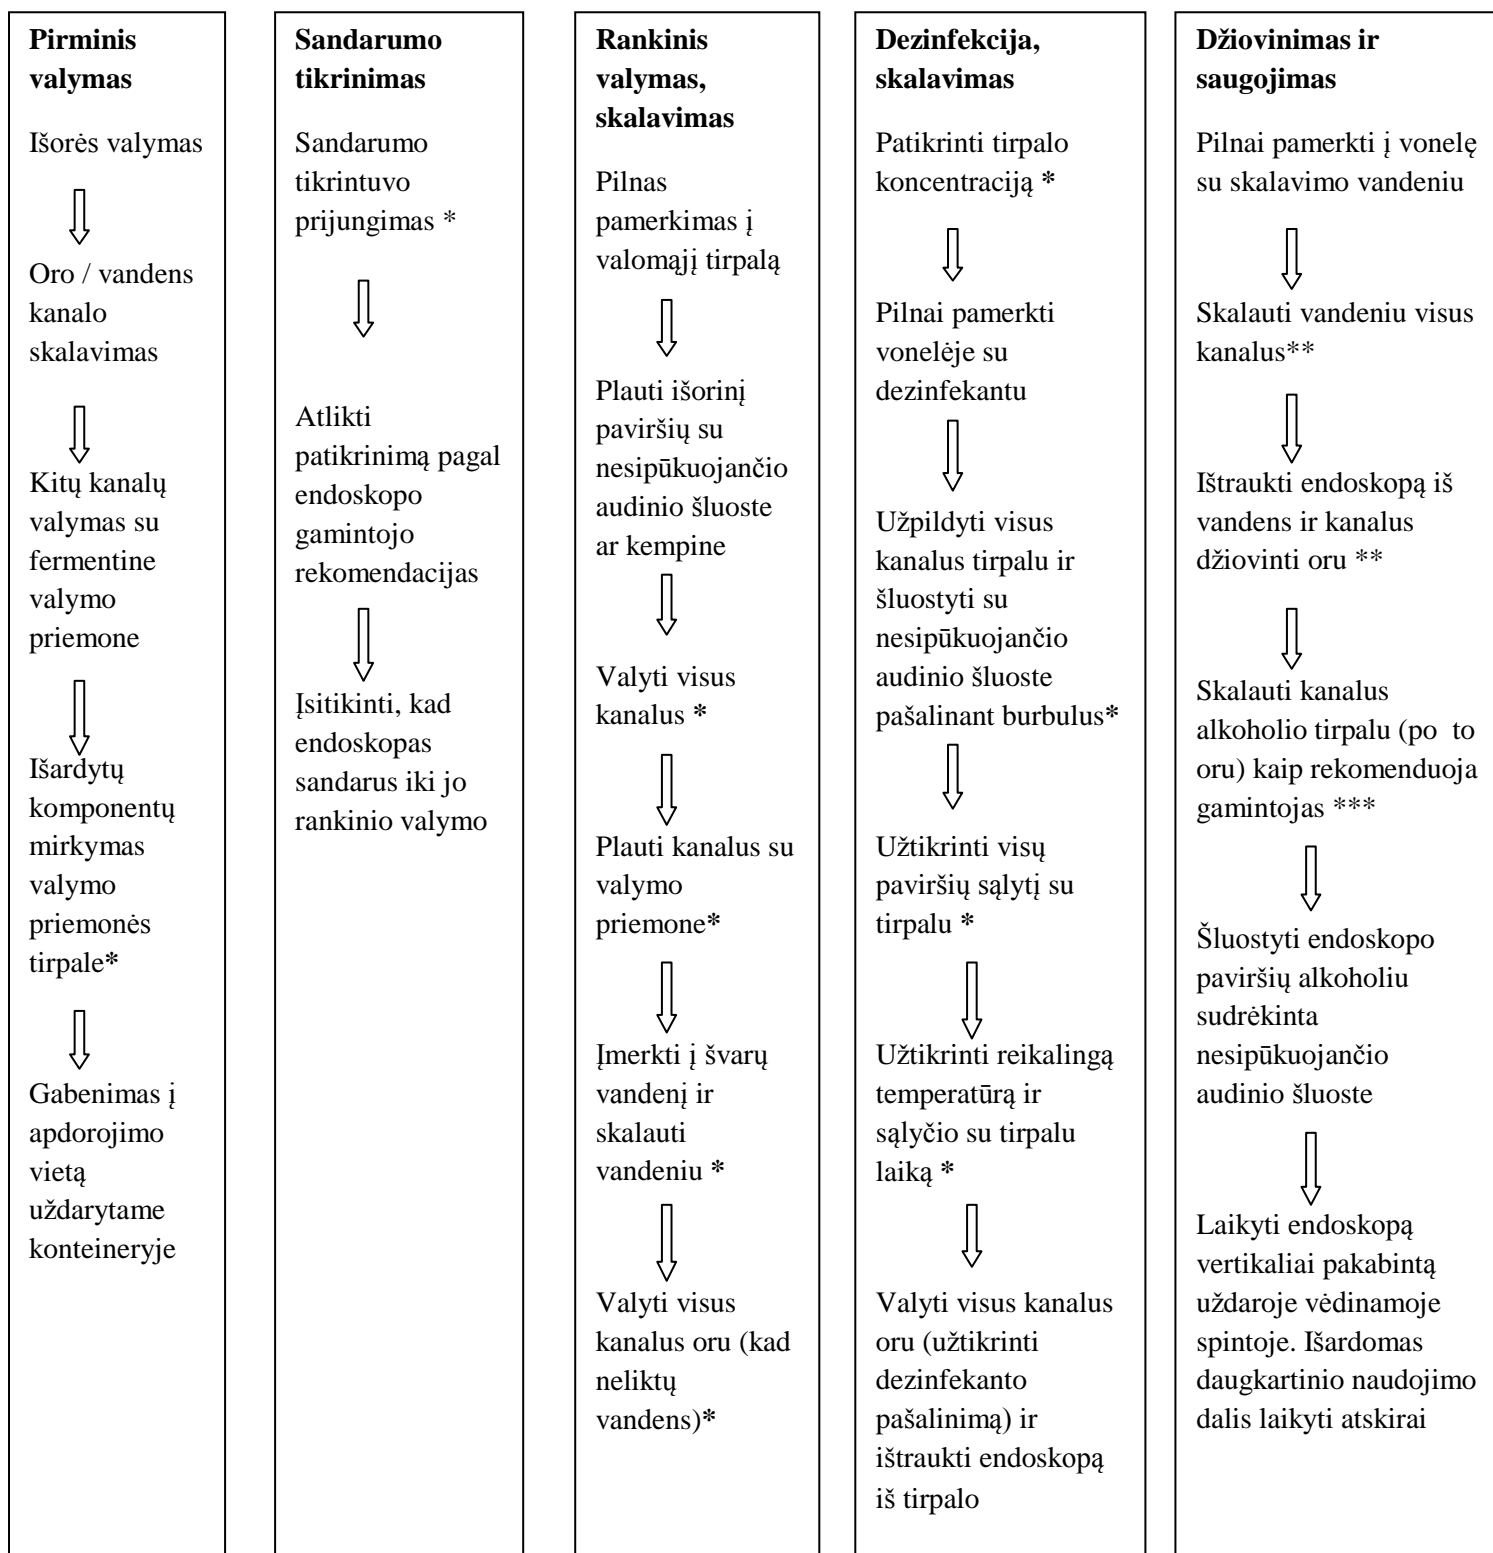 Pirminis
valymas
Išorės valymas
Oro / vandens
kanalo
skalavimas
Kitų kanalų
valymas su
fermentine
valymo
priemone
Išardytų
komponentų
mirkymas
valymo
priemonės
tirpale*
Gabenimas į
apdorojimo
vietą
uždarytame
konteineryje
Sandarumo
tikrinimas
Sandarumo
tikrintuvo
prijungimas *
Atlikti
patikrinimą pagal
endoskopo
gamintojo
rekomendacijas
Įsitikinti, kad
endoskopas
sandarus iki jo
rankinio valymo
Rankinis
valymas,
skalavimas
Pilnas
pamerkimas į
valomąjį tirpalą
Plauti išorinį
paviršių su
nesipūkuojančio
audinio šluoste
ar kempine
Valyti visus
kanalus *
Plauti kanalus su
valymo
priemone*
Įmerkti į švarų
vandenį ir
skalauti
vandeniu *
Valyti visus
kanalus oru (kad
neliktų
vandens)*
Dezinfekcija,
skalavimas
Patikrinti tirpalo
koncentraciją *
Pilnai pamerkti
vonelėje su
dezinfekantu
Užpildyti visus
kanalus tirpalu ir
šluostyti su
nesipūkuojančio
audinio šluoste
pašalinant burbulus*
Užtikrinti visų
paviršių sąlytį su
tirpalu *
Užtikrinti reikalingą
temperatūrą ir
sąlyčio su tirpalu
laiką *
Valyti visus kanalus
oru (užtikrinti
dezinfekanto
pašalinimą) ir
ištraukti endoskopą
iš tirpalo
Džiovinimas ir
saugojimas
Pilnai pamerkti į vonelę
su skalavimo vandeniu
Skalauti vandeniu visus
kanalus**
Ištraukti endoskopą iš
vandens ir kanalus
džiovinti oru **
Skalauti kanalus
alkoholio tirpalu (po to
oru) kaip rekomenduoja
gamintojas ***
Šluostyti endoskopo
paviršių alkoholiu
sudrėkinta
nesipūkuojančio
audinio šluoste
Laikyti endoskopą
vertikaliai pakabintą
uždaroje vėdinamoje
spintoje. Išardomas
daugkartinio naudojimo
dalis laikyti atskirai